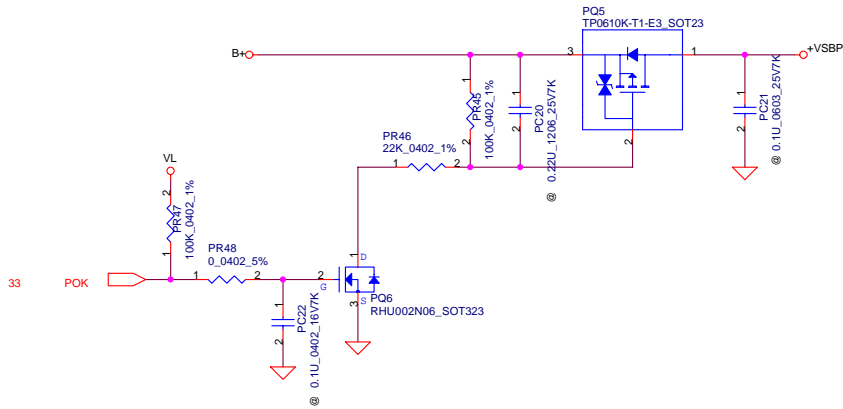 PQ5
TP0610K-T1-E3_SOT23
B+
3
1
+VSBP
2
1
2
PR45
100K_0402_1%
1
2
PC20
@ 0.22U_1206_25V7K
1
2
PC21
@ 0.1U_0603_25V7K
PR46
22K_0402_1%
1
2
VL
2
1
PR47
100K_0402_1%
PR48
0_0402_5%
33
POK
1
2
2
G
1
D
3
S
PQ6
RHU002N06_SOT323
1
2
PC22
@ 0.1U_0402_16V7K